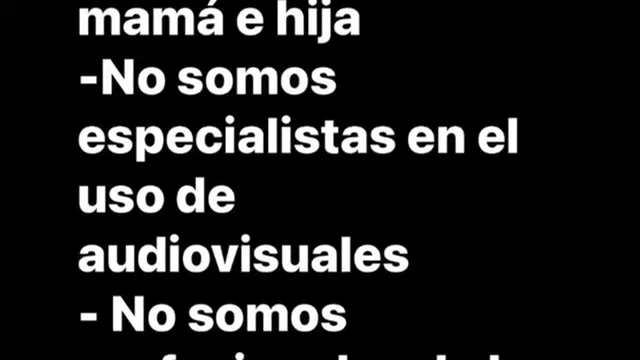 mamá e hija
-No somos
especialistas en el
uso de
audiovisuales
- No somos